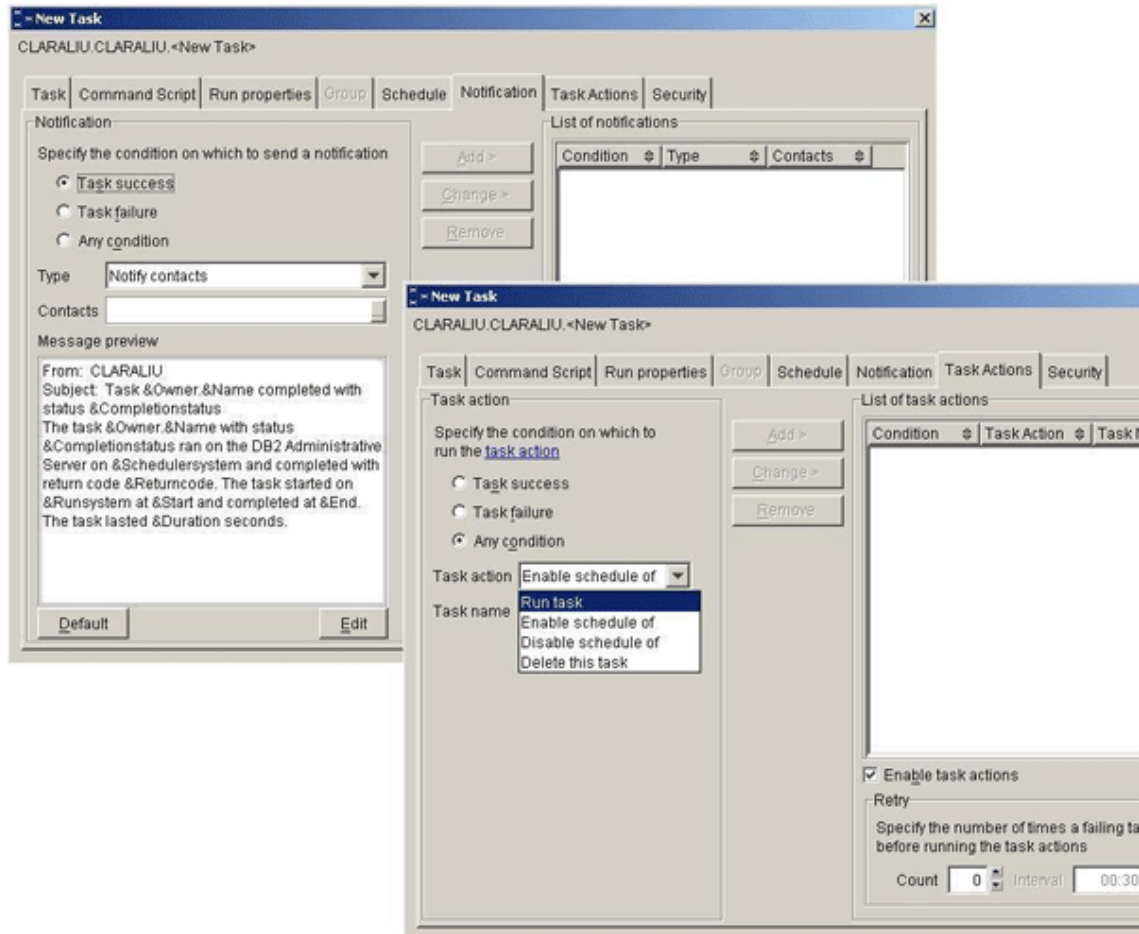 New Task
CLARALIU.CLARALIU.<New Task>
Task Command Script Run properties Group Schedule Notification Task Actions Security
Notification
Specify the condition on which to send a notification
Task success
Task failure
Any condition
Type Notify contacts
Contacts
Message preview
From: CLARALIU
Subject: Task &Owner.&Name completed with
status &Completionstatus
The task &Owner.&Name with status
&Completionstatus ran on the DB2 Administrative
Server on &Schedulersystem and completed with
return code &Returncode. The task started on
&Runsystem at &Start and completed at &End.
The task lasted &Duration seconds.
Default Edit
Add >
Change >
Remove
List of notifications
Condition Type Contacts
New Task
CLARALIU.CLARALIU.<New Task>
Task Command Script Run properties Group Schedule Notification Task Actions Security
Task action
Specify the condition on which to
run the task action
Task success
Task failure
Any condition
Task action Enable schedule of
Run task
Enable schedule of
Disable schedule of
Delete this task
Task name
Add >
Change >
Remove
List of task actions
Condition Task Action Task
Enable task actions
Retry
Specify the number of times a failing ta
before running the task actions
Count 0 Interval 00:30